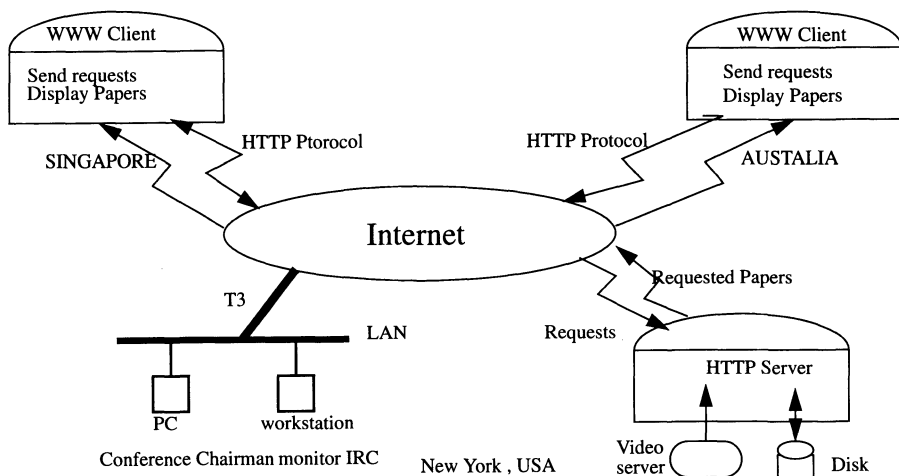 WWW Client
Send requests
Display Papers
WWW Client
Send requests
Display Papers
HTTP Ptorocol
HTTP Protocol
SINGAPORE
AUSTALIA
Internet
T3
Requested Papers
LAN
Requests
HTTP Server
PC
workstation
Conference Chairman monitor IRC
New York , USA
Video
server
Disk